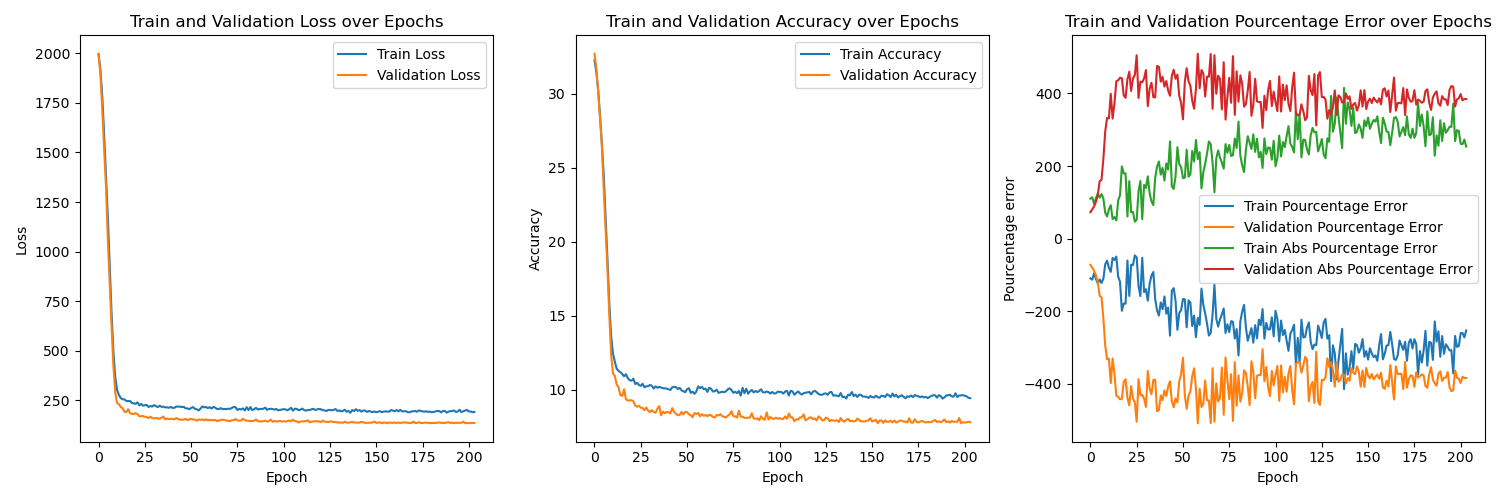 Train and Validation Loss over Epochs
Train Loss
Validation Loss
2000
1750
1500
1250
1000
750
500
250
Loss
0
25
50
75
100
125
150
175
200
Epoch
Train and Validation Accuracy over Epochs
Train Accuracy
Validation Accuracy
30
25
20
15
10
Accuracy
0
25
50
75
100
125
150
175
200
Epoch
Train and Validation Pourcentage Error over Epochs
400
200
0
−200
−400
Pourcentage error
Train Pourcentage Error
Validation Pourcentage Error
Train Abs Pourcentage Error
Validation Abs Pourcentage Error
0
25
50
75
100
125
150
175
200
Epoch